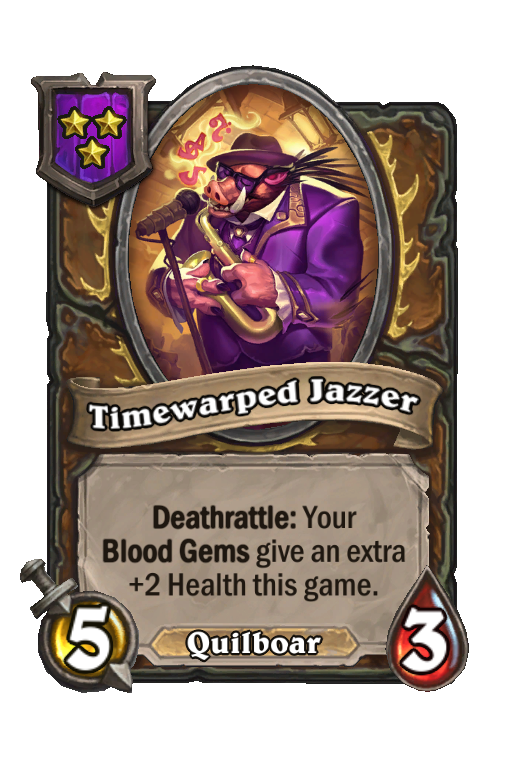 Timewarped Jazzer
Deathrattle: Your
Blood Gems give an extra
+2 Health this game.
5
Quilboar
3